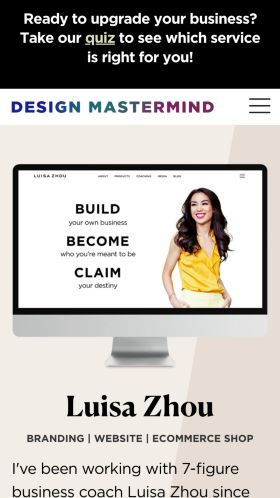 Ready to upgrade your business?
Take our quiz to see which service
is right for you!
DESIGN MASTERMIND
LUISA ZHOU
ABOUT PRODUCTS COACHING MEDIA BLOG
BUILD
your own business
BECOME
who you're meant to be
CLAIM
your destiny
Luisa Zhou
BRANDING | WEBSITE | ECOMMERCE SHOP
I've been working with 7-figure
business coach Luisa Zhou since